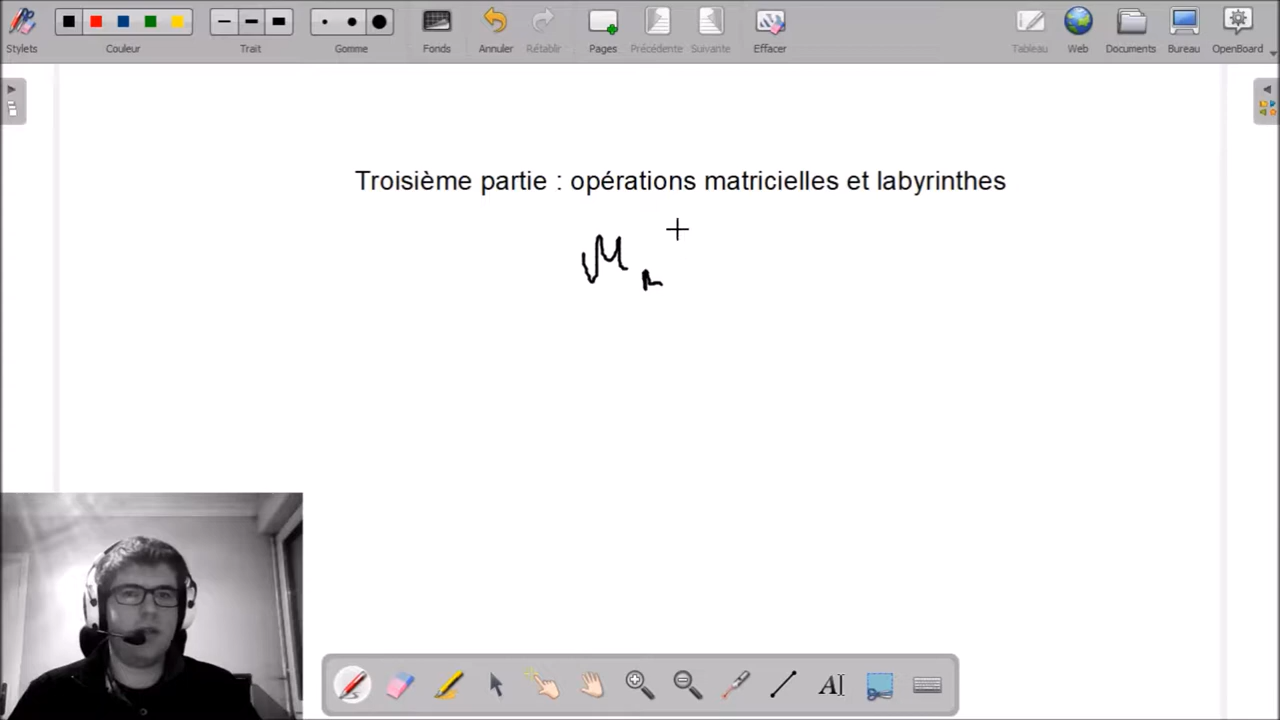 Stylets Couleur Trait Gomme Fonds Annuler Rétablir Pages Précédente Suivante Effacer Tableau Web Documents Bureau OpenBoard
Troisième partie : opérations matricielles et labyrinthes
M n
AI